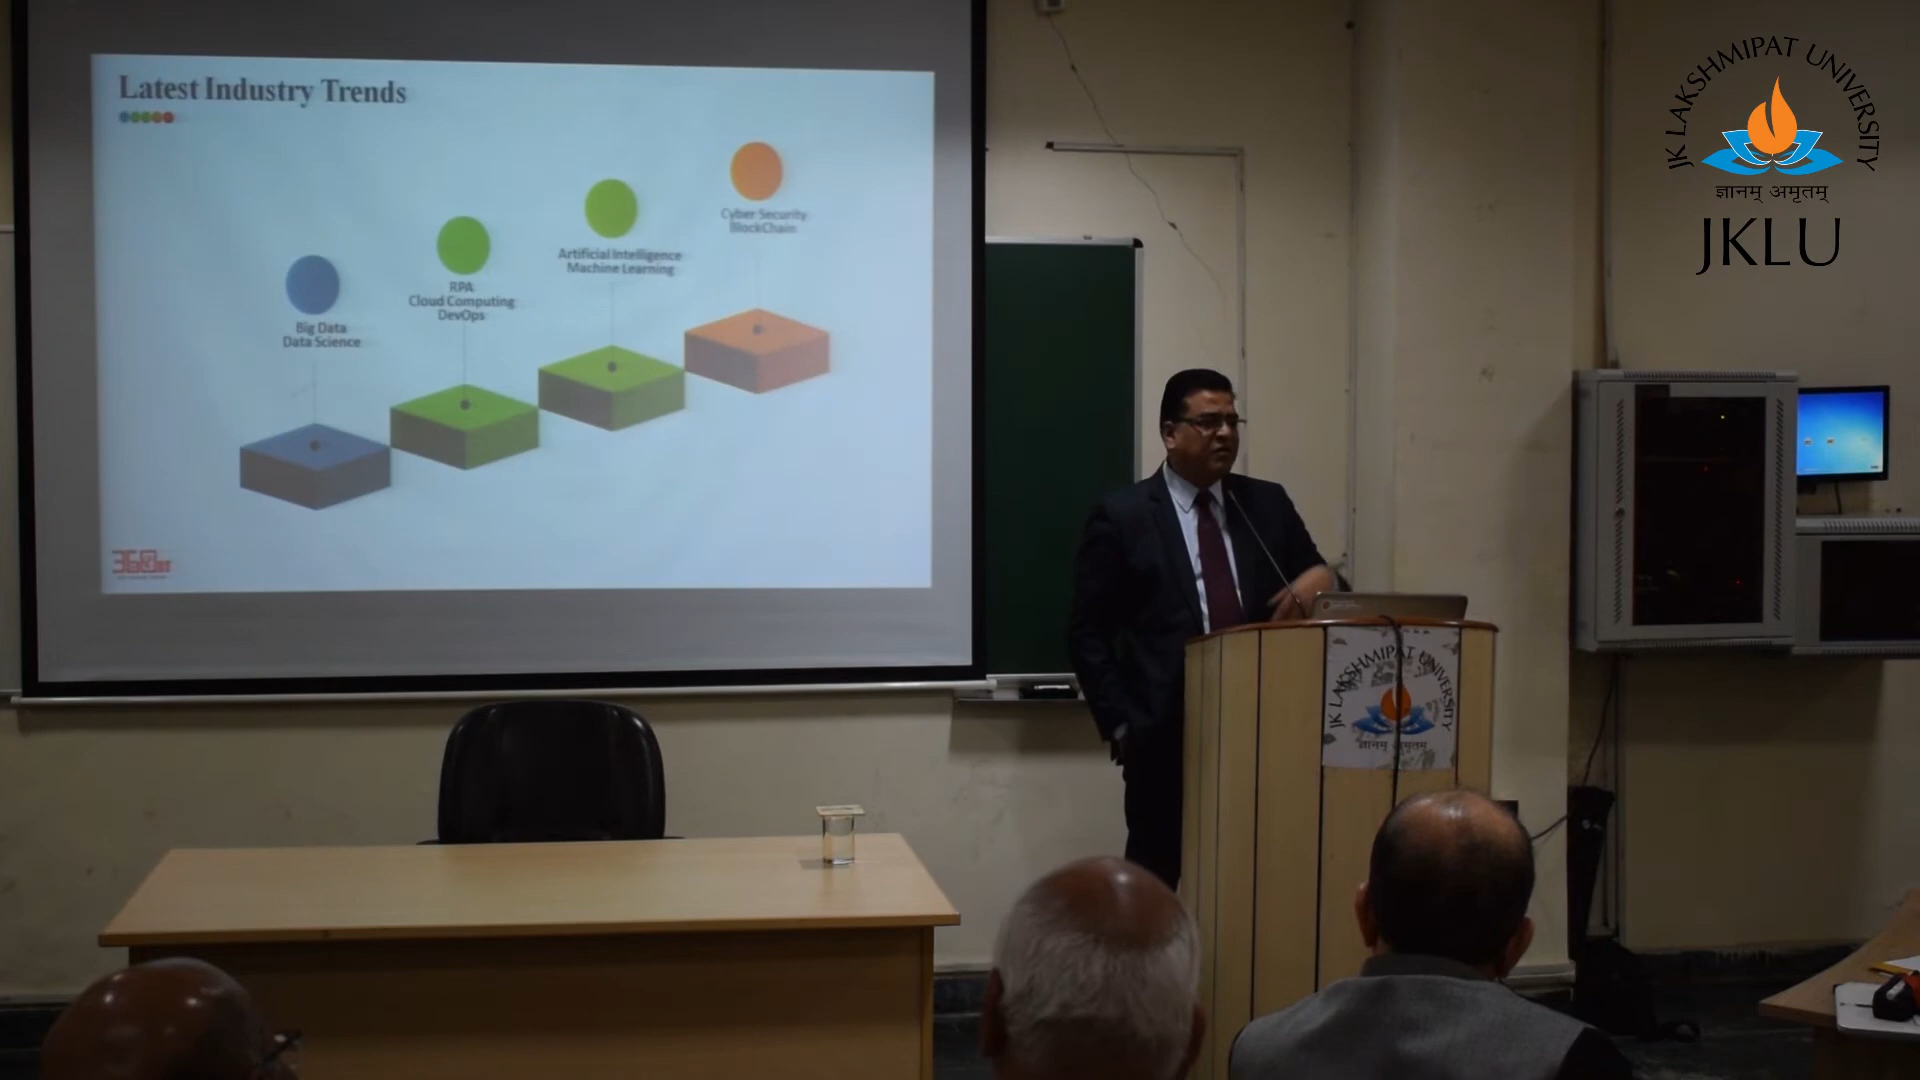 Latest Industry Trends
Cyber Security
BlockChain
Artificial Intelligence
Machine Learning
RPA
Cloud Computing
DevOps
Big Data
Data Science
JK LAKSHMIPAT UNIVERSITY
ज्ञानम् अमृतम्
JKLU
JK LAKSHMIPAT UNIVERSITY
ज्ञानम् अमृतम्